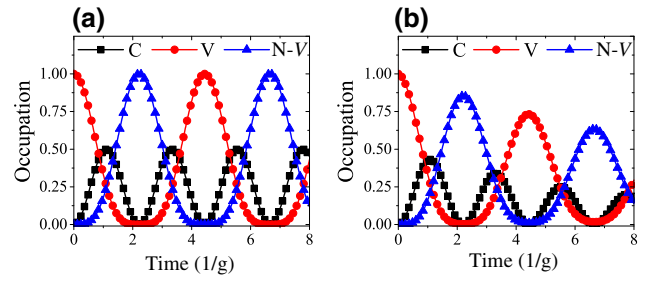 (a)
C V N-V
1.00
0.75
0.50
0.25
0.00
Occupation
0 2 4 6 8
Time (1/g)
(b)
C V N-V
1.00
0.75
0.50
0.25
0.00
Occupation
0 2 4 6 8
Time (1/g)